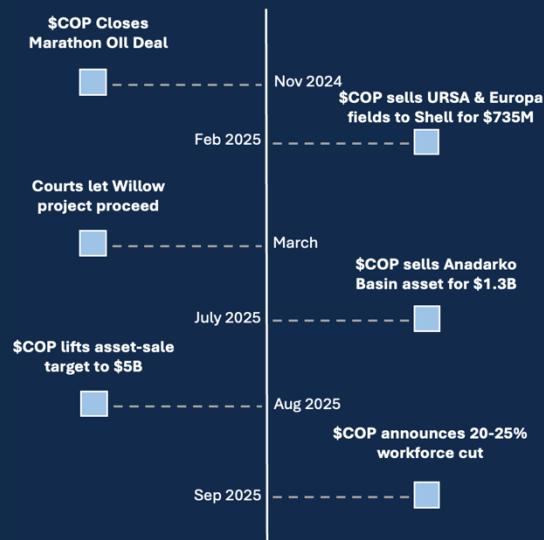 $COP Closes
Marathon OIl Deal
Nov 2024
$COP sells URSA & Europa
fields to Shell for $735M
Feb 2025
Courts let Willow
project proceed
March
$COP sells Anadarko
Basin asset for $1.3B
July 2025
$COP lifts asset-sale
target to $5B
Aug 2025
$COP announces 20-25%
workforce cut
Sep 2025